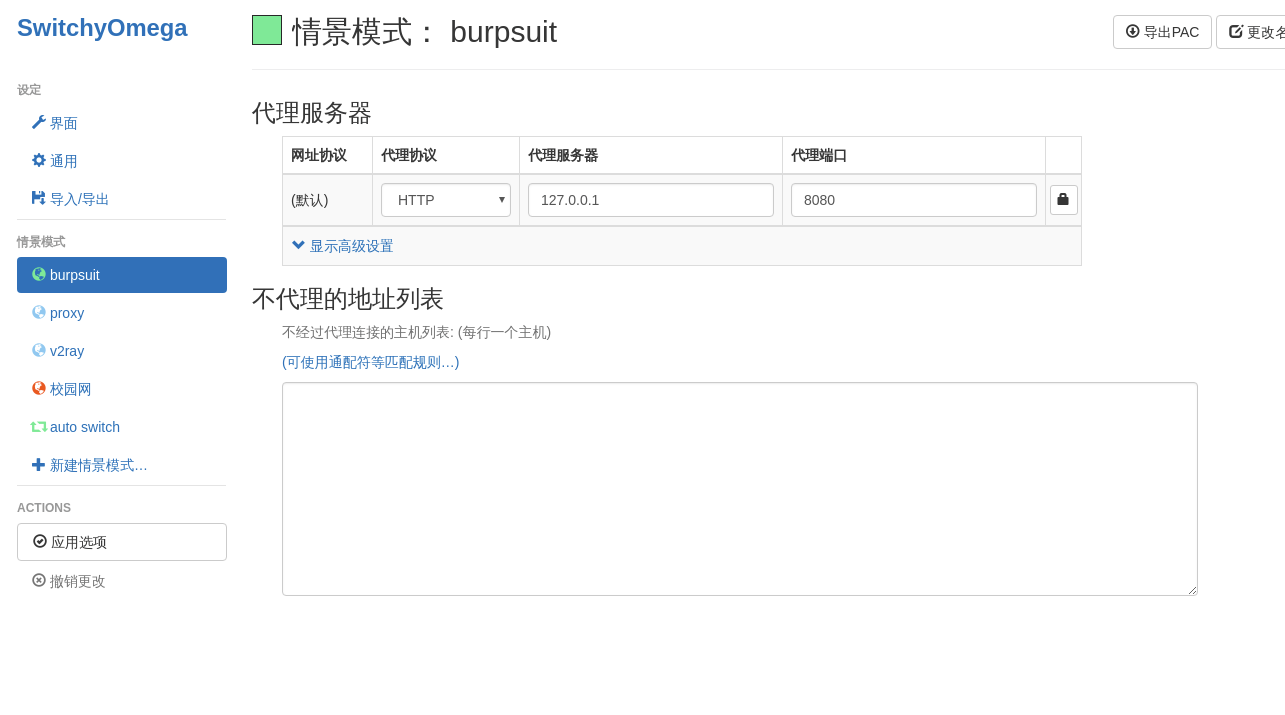 SwitchyOmega
设定
界面
通用
导入/导出
情景模式
burpsuit
proxy
v2ray
校园网
auto switch
新建情景模式…
ACTIONS
应用选项
撤销更改
情景模式： burpsuit
导出PAC
更改名
代理服务器
网址协议 代理协议 代理服务器 代理端口
(默认) HTTP 127.0.0.1 8080
显示高级设置
不代理的地址列表
不经过代理连接的主机列表: (每行一个主机)
(可使用通配符等匹配规则…)